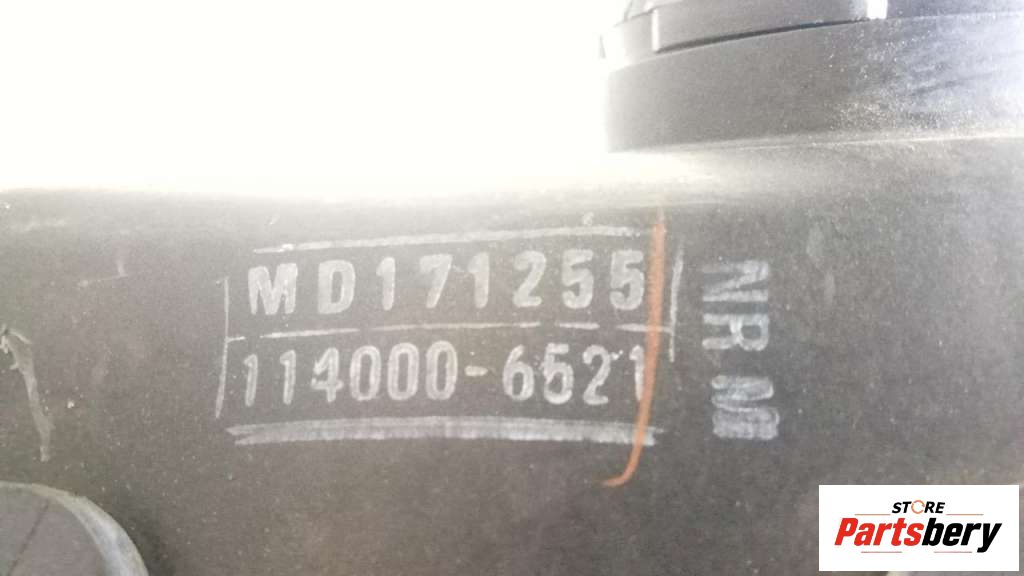 MD171255
114000-6521
NR M
STORE
Partsbery